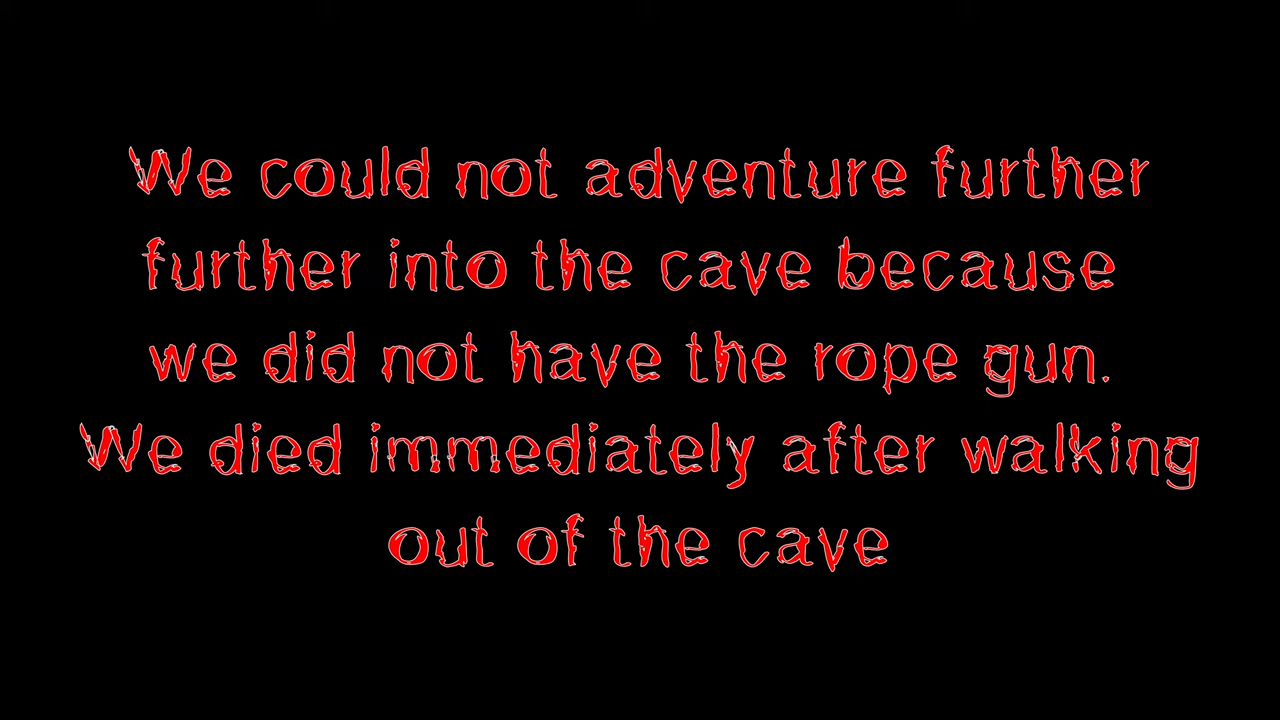 We could not adventure further
further into the cave because
we did not have the rope gun.
We died immediately after walking
out of the cave